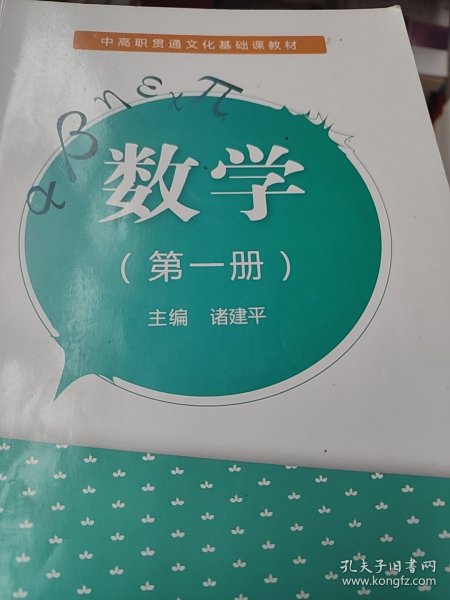 中高职贯通文化基础课教材
αβηεxπ
数学
（第一册）
主编 诸建平
孔夫子旧书网
www.kongfz.com